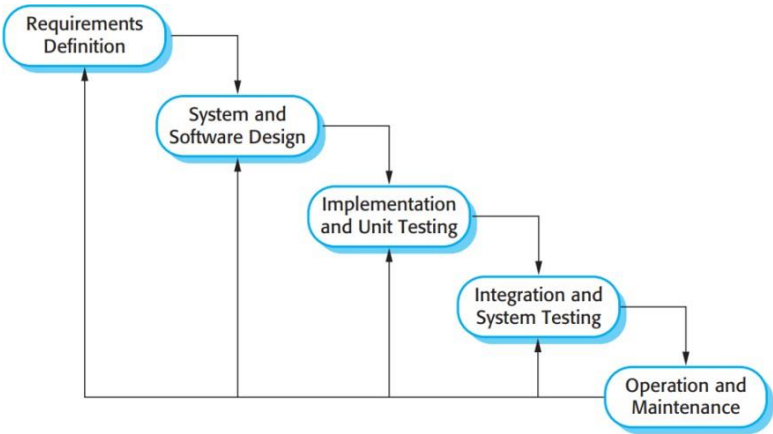 Requirements
Definition
System and
Software Design
Implementation
and Unit Testing
Integration and
System Testing
Operation and
Maintenance